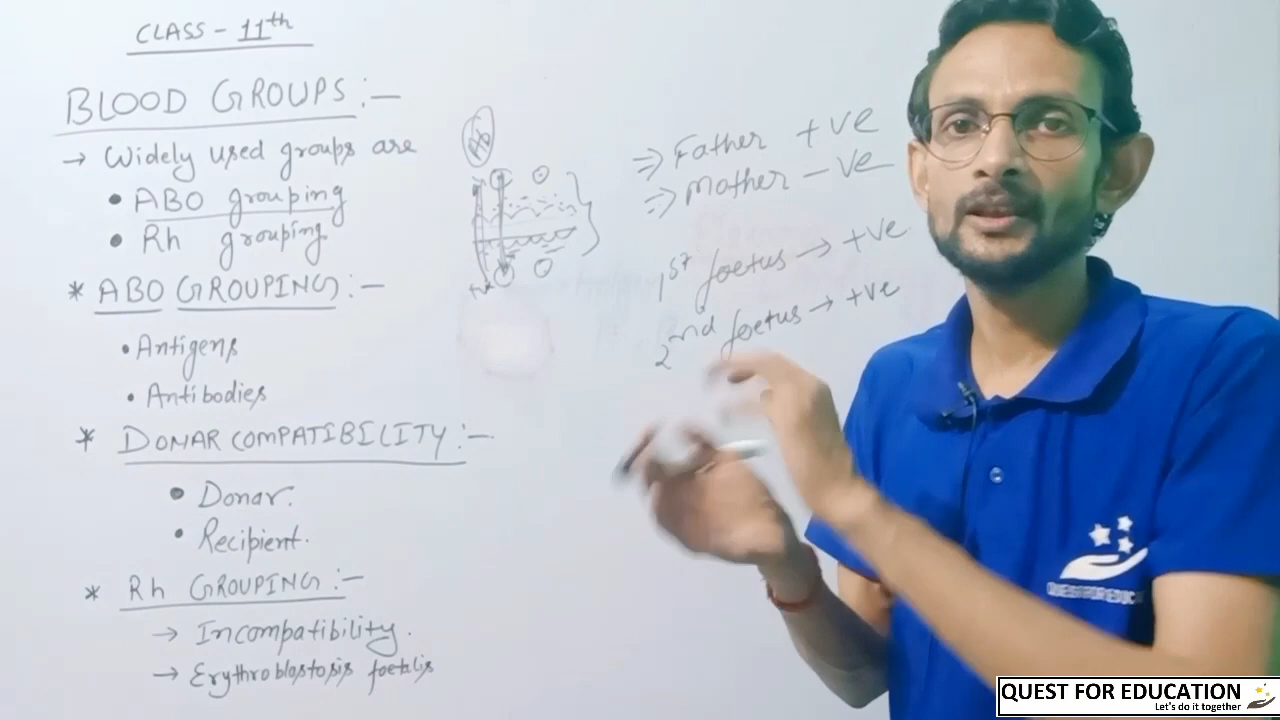 CLASS - 11th
BLOOD GROUPS :-
→ Widely used groups are
• ABO grouping
• Rh grouping
* ABO GROUPING :-
• Antigens
• Antibodies
* DONAR COMPATIBILITY :-
• Donar.
• Recipient.
* Rh GROUPING :-
→ Incompatibility.
→ Erythroblastosis foetalis
⇒ Father +ve
⇒ Mother -ve
1st foetus → +ve
2nd foetus → +ve
QUEST FOR EDUCATION
Let's do it together